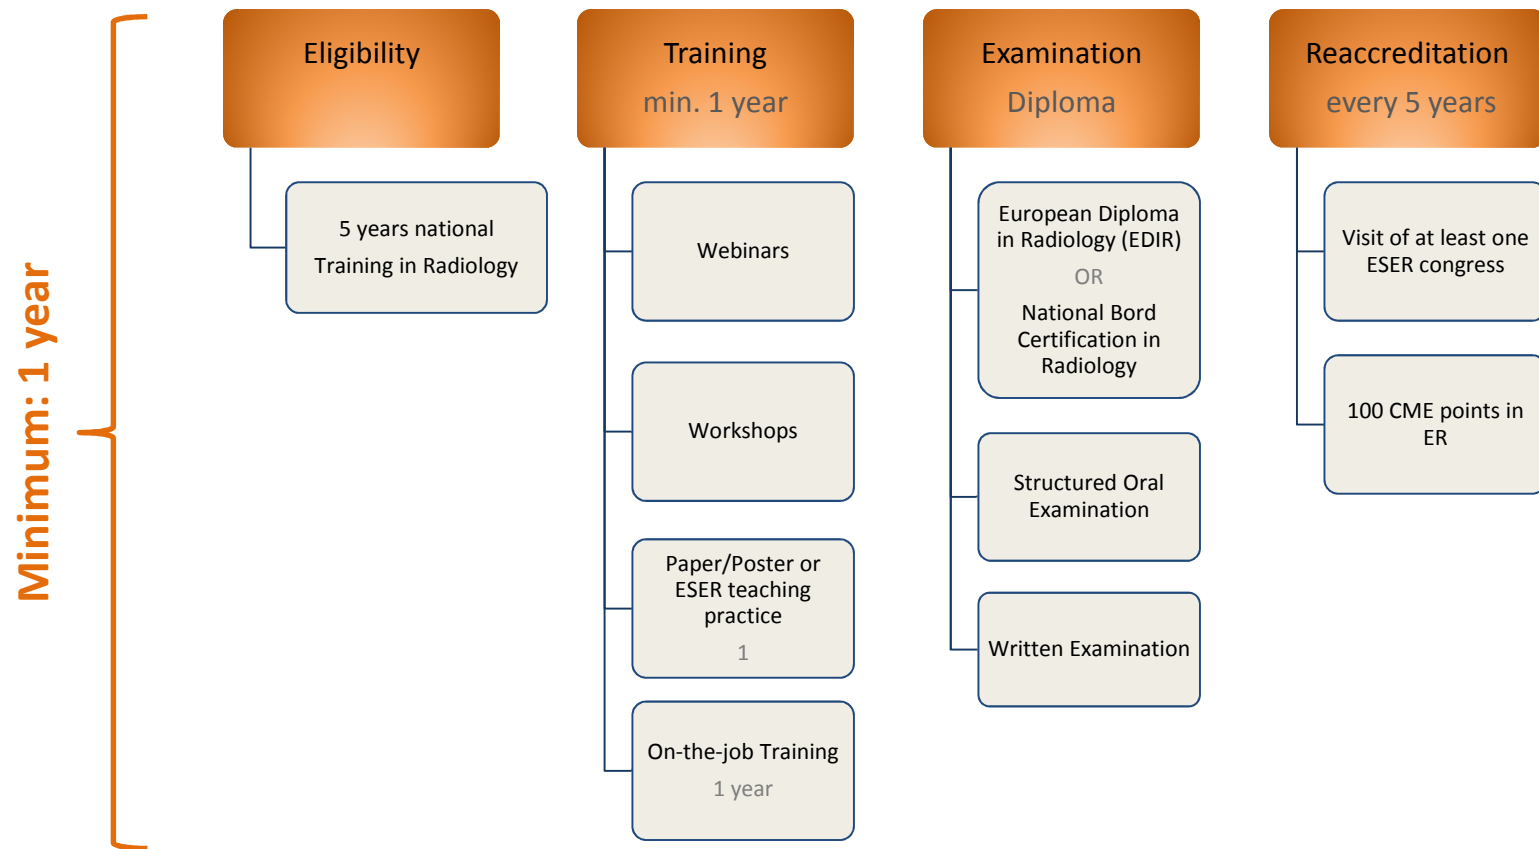 Minimum: 1 year
Eligibility
5 years national
Training in Radiology
Training
min. 1 year
Webinars
Workshops
Paper/Poster or
ESER teaching
practice
1
On-the-job Training
1 year
Examination
Diploma
European Diploma
in Radiology (EDIR)
OR
National Bord
Certification in
Radiology
Structured Oral
Examination
Written Examination
Reaccreditation
every 5 years
Visit of at least one
ESER congress
100 CME points in
ER